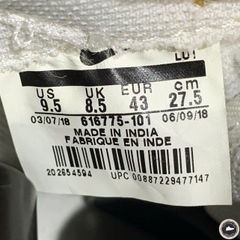 LU1
US UK EUR cm
9.5 8.5 43 27.5
03/07/18 616775-101 06/09/18
MADE IN INDIA
FABRIQUE EN INDE
202654594 UPC 00887229477147